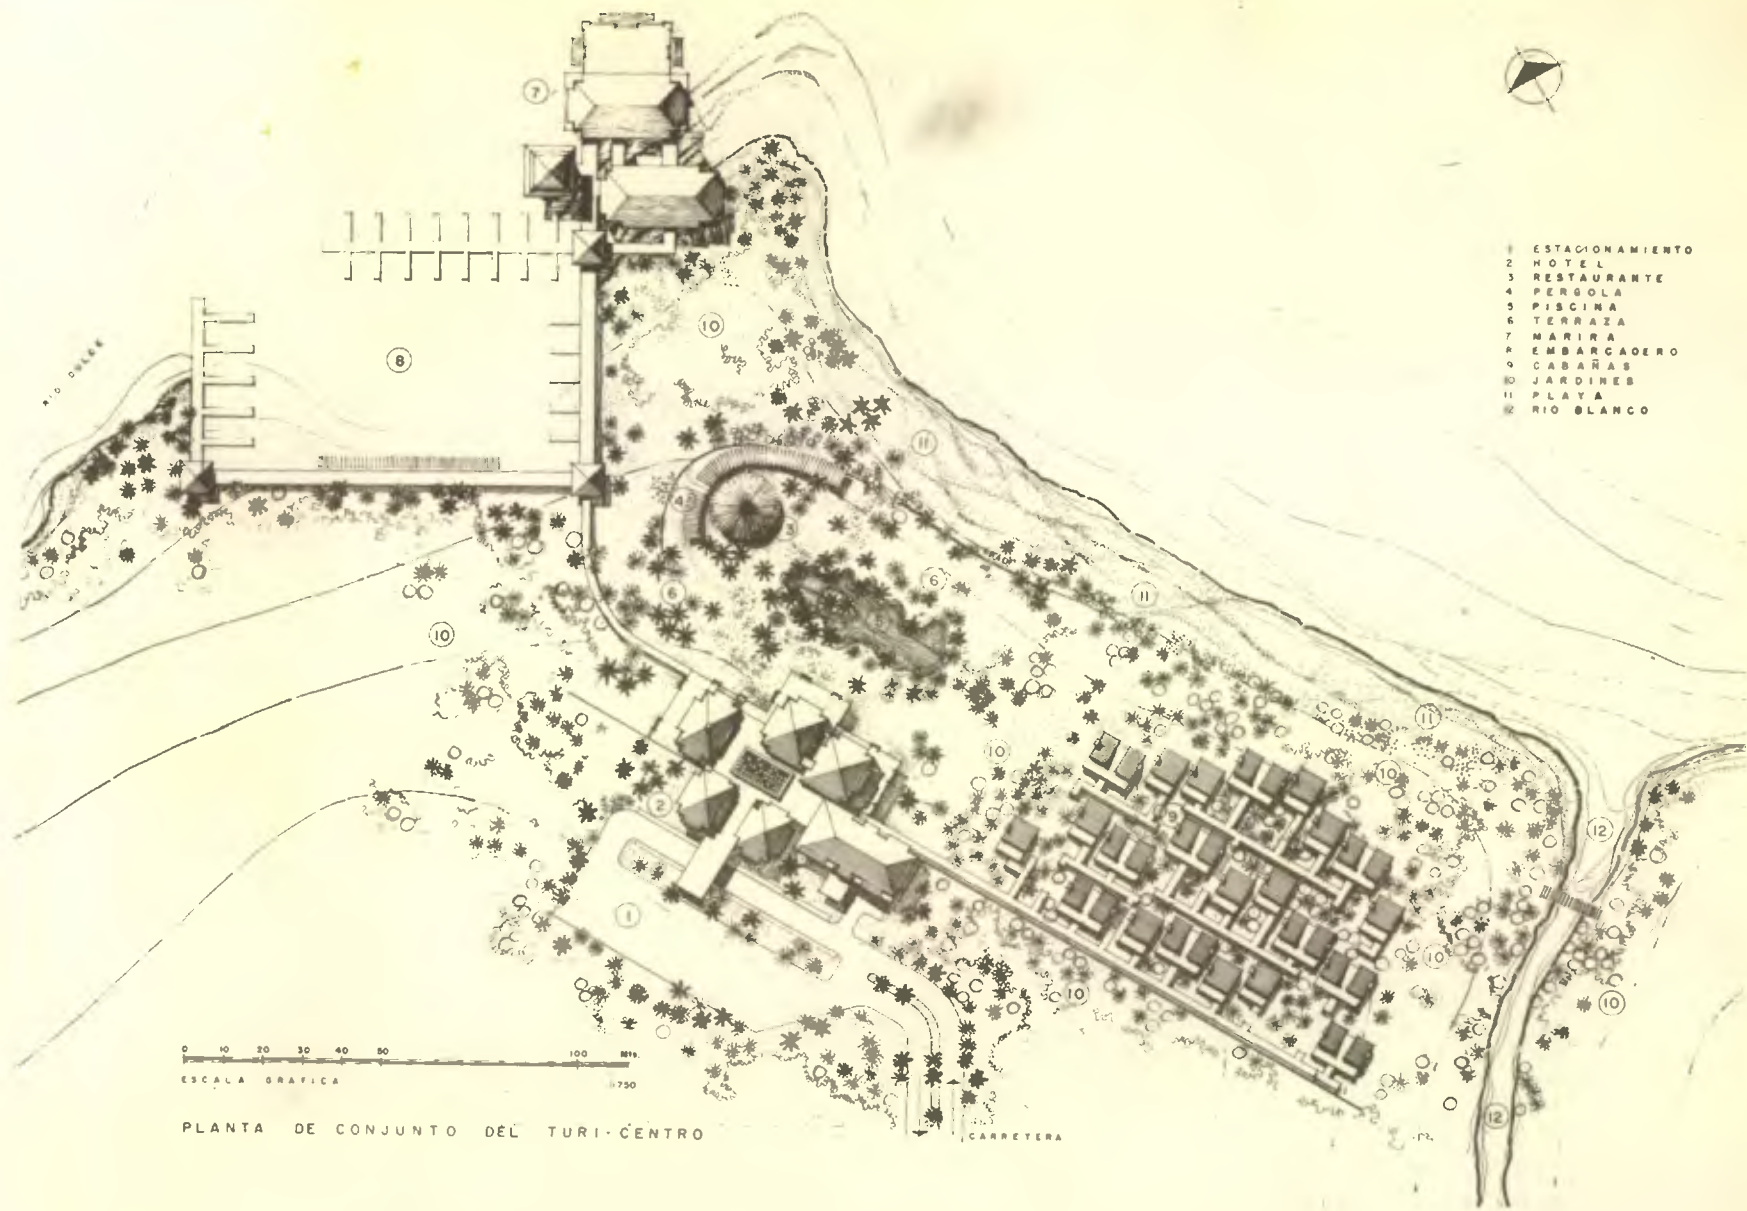 7
8
10
RIO DULCE
1 ESTACIONAMIENTO
2 HOTEL
3 RESTAURANTE
4 PERGOLA
5 PISCINA
6 TERRAZA
7 MARIRA
8 EMBARCADERO
9 CABAÑAS
10 JARDINES
11 PLAYA
12 RIO BLANCO
11
4
3
6
11
6
5
10
11
10
10
2
9
12
1
10
10
10
12
0 10 20 30 40 50 100 Mts.
ESCALA GRAFICA
750
PLANTA DE CONJUNTO DEL TURI-CENTRO
CARRETERA